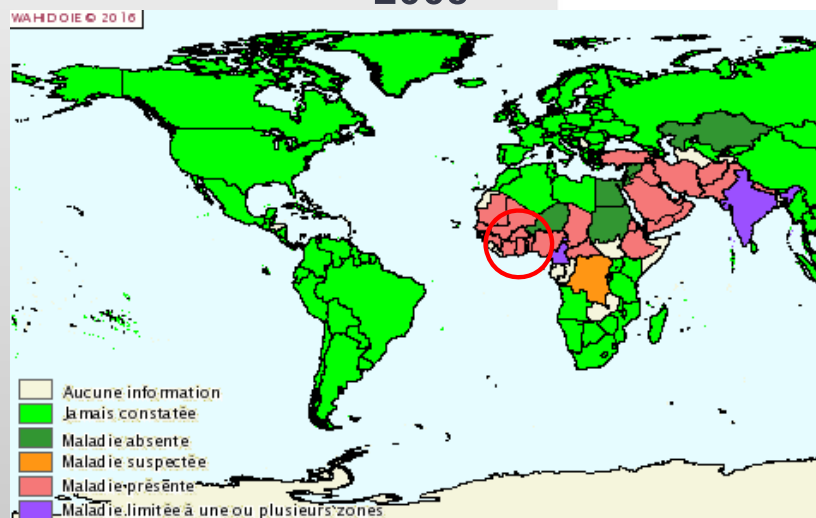 WAHID OIE © 2016
Aucune information
Jamais constatée
Maladie absente
Maladie suspectée
Maladie présente
Maladie limitée à une ou plusieurs zones